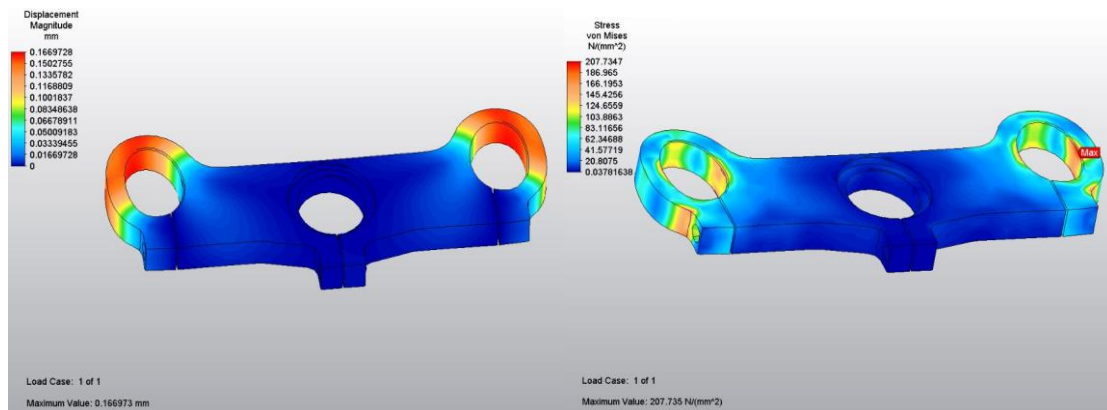 Displacement
Magnitude
mm
0.1669728
0.1502755
0.1335782
0.1168809
0.1001837
0.08348638
0.06678911
0.05009183
0.03339455
0.01669728
0
Load Case: 1 of 1
Maximum Value: 0.166973 mm
Stress
von Mises
N/(mm^2)
207.7347
186.965
166.1953
145.4256
124.6559
103.8863
83.11656
62.34688
41.57719
20.8075
0.03781638
Max
Load Case: 1 of 1
Maximum Value: 207.735 N/(mm^2)